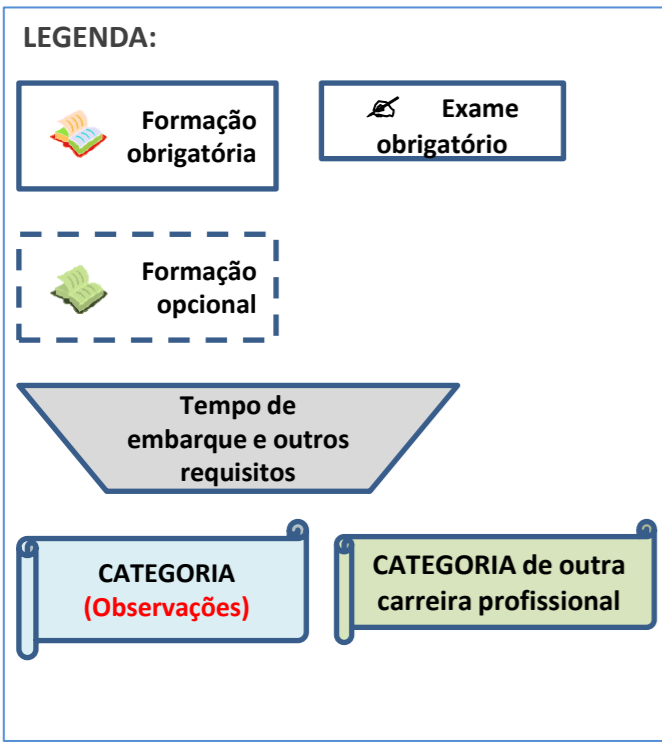 LEGENDA:
Formação
obrigatória
Exame
obrigatório
Formação
opcional
Tempo de
embarque e outros
requisitos
CATEGORIA
(Observações)
CATEGORIA de outra
carreira profissional